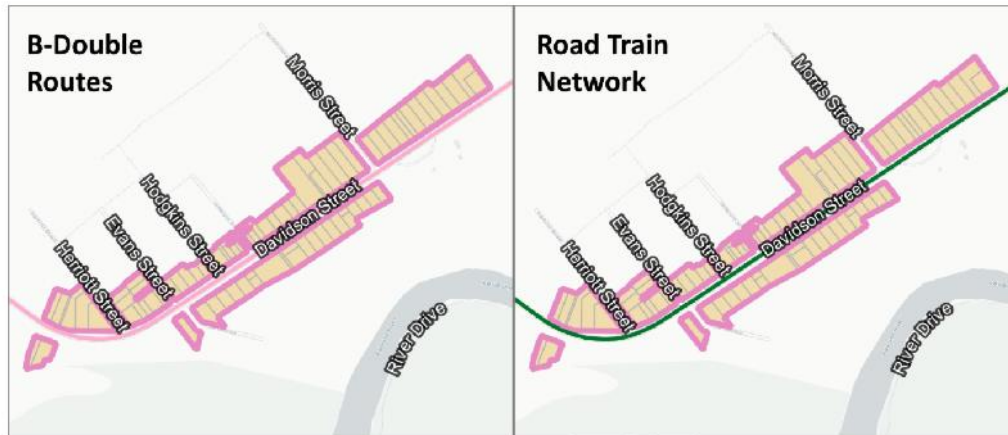 B-Double
Routes
Morris Street
Hodgkins Street
Evans Street
Herriott Street
Davidson Street
River Drive
Road Train
Network
Morris Street
Hodgkins Street
Evans Street
Herriott Street
Davidson Street
River Drive